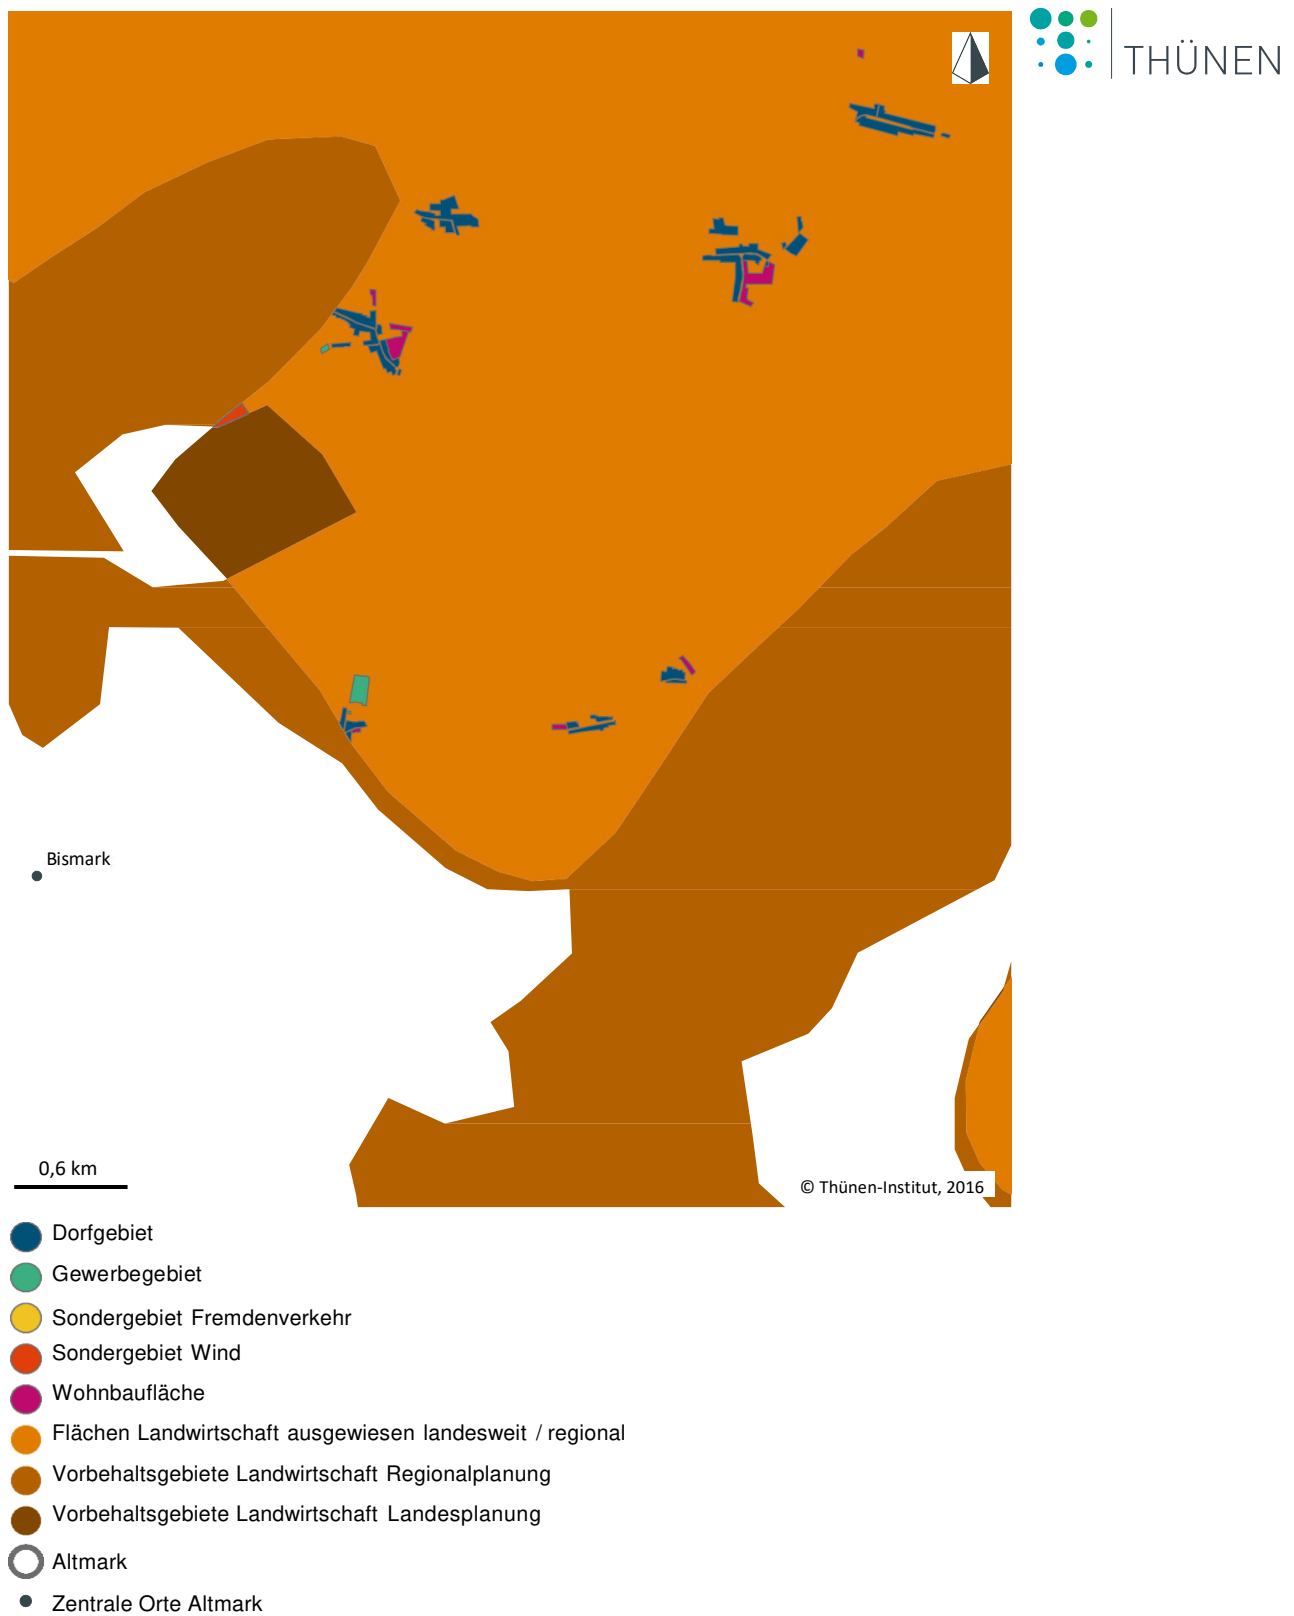 THÜNEN
Bismark
0,6 km
© Thünen-Institut, 2016
Dorfgebiet
Gewerbegebiet
Sondergebiet Fremdenverkehr
Sondergebiet Wind
Wohnbaufläche
Flächen Landwirtschaft ausgewiesen landesweit / regional
Vorbehaltsgebiete Landwirtschaft Regionalplanung
Vorbehaltsgebiete Landwirtschaft Landesplanung
Altmark
Zentrale Orte Altmark